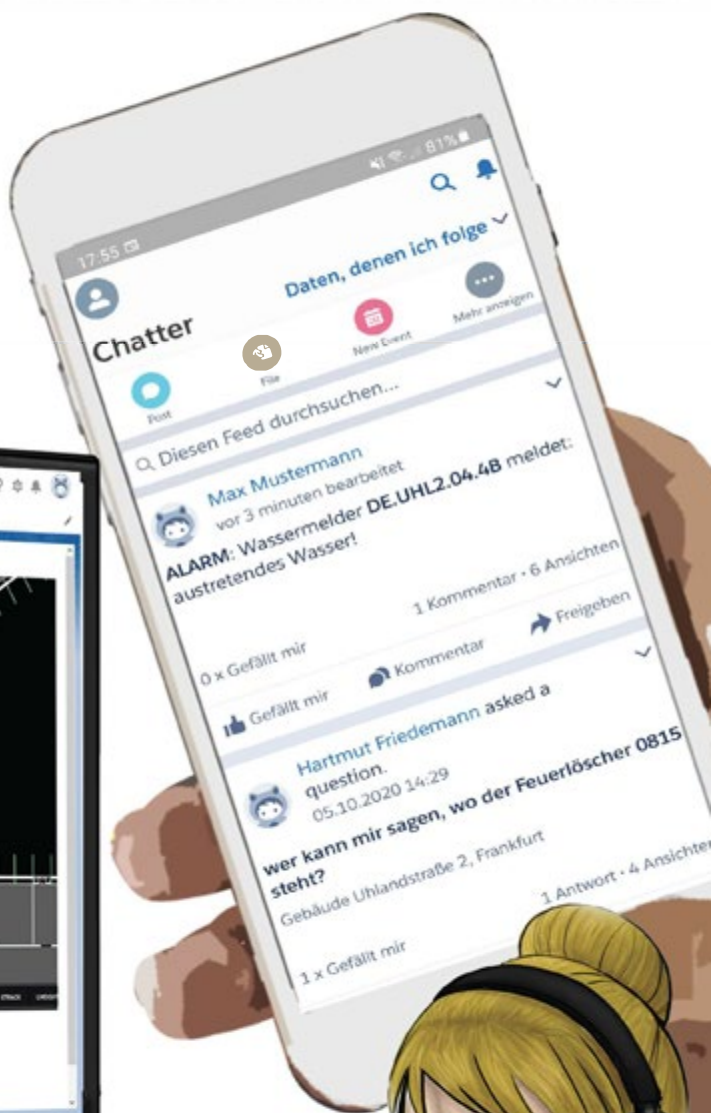 17:55
81%
Daten, denen ich folge
Chatter
Post
File
New Event
Mehr anzeigen
Diesen Feed durchsuchen...
Max Mustermann
vor 3 minuten bearbeitet
ALARM: Wassermelder DE.UHL2.04.4B meldet:
austretendes Wasser!
0 x Gefällt mir
1 Kommentar • 6 Ansichten
Gefällt mir
Kommentar
Freigeben
Hartmut Friedemann asked a
question.
05.10.2020 14:29
wer kann mir sagen, wo der Feuerlöscher 0815
steht?
Gebäude Uhlandstraße 2, Frankfurt
1 x Gefällt mir
1 Antwort • 4 Ansichten